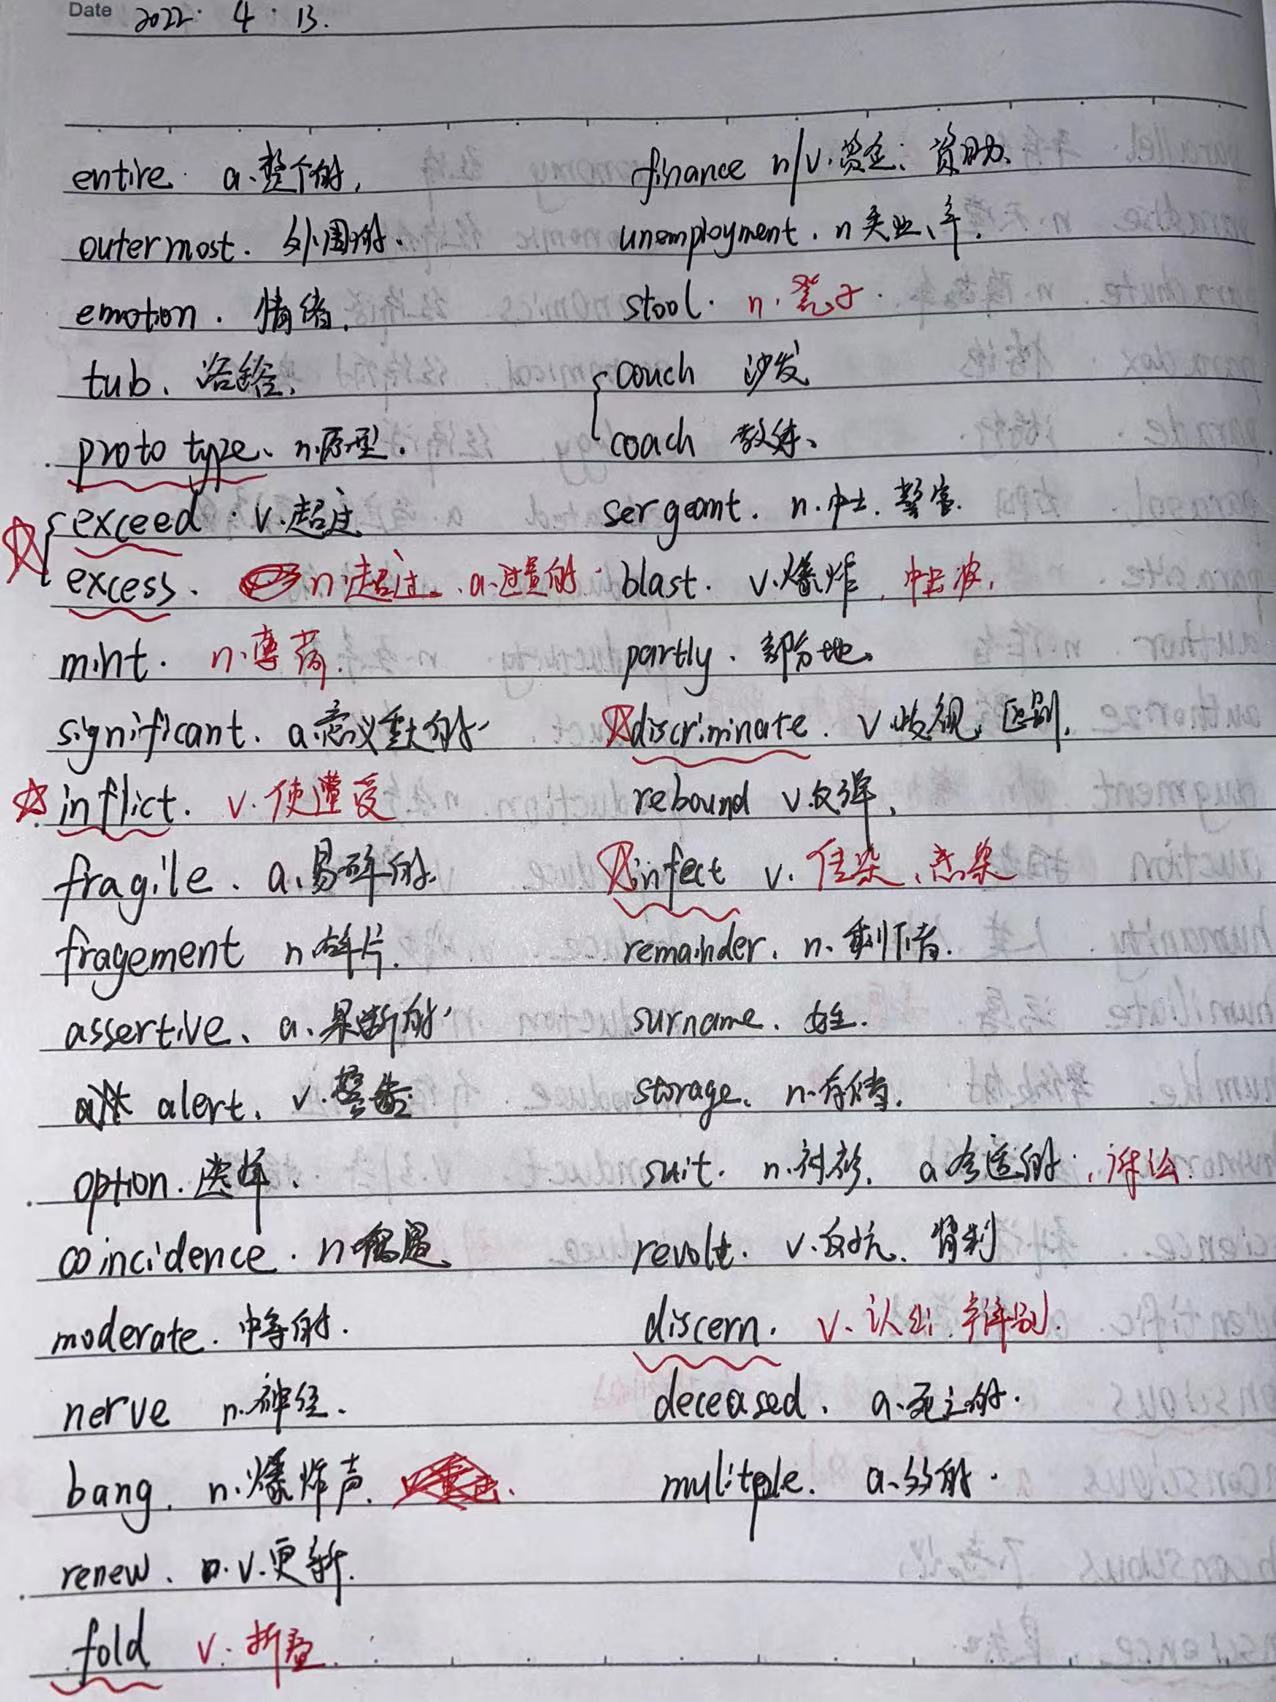 Date 2022. 4. 13.
entire. a.整个的.
outermost. 外围的.
emotion. 情绪.
tub. 浴缸.
prototype. n.原型.
exceed. v.超过
excess. n.超过. a.过量的
mint. n.薄荷.
significant. a.意义重大的.
inflict. v.使遭受
fragile. a.易碎的.
fragement n.碎片.
assertive. a.果断的.
alert. v.警告
option. 选择.
coincidence. n.偶遇.
moderate. 中等的.
nerve n.神经.
bang. n.爆炸声.
renew. v.更新.
fold v.折叠.
finance n/v.资金; 资助.
unemployment. n失业、率.
stool. n.凳子.
couch 沙发
coach 教练.
sergeant. n.中士. 警官.
blast. v.爆炸. 冲击波.
partly. 部分地.
discriminate. v歧视, 区别.
rebound v.反弹.
infect v. 传染、感染
remainder. n.剩下者.
surname. 姓.
storage. n.存储.
suit. n.衬衫. a合适的; 诉讼.
revolt. v.反抗. 背判
discern. v.认出; 辛辨别.
deceased. a.死亡的.
mulitple. a.多的.